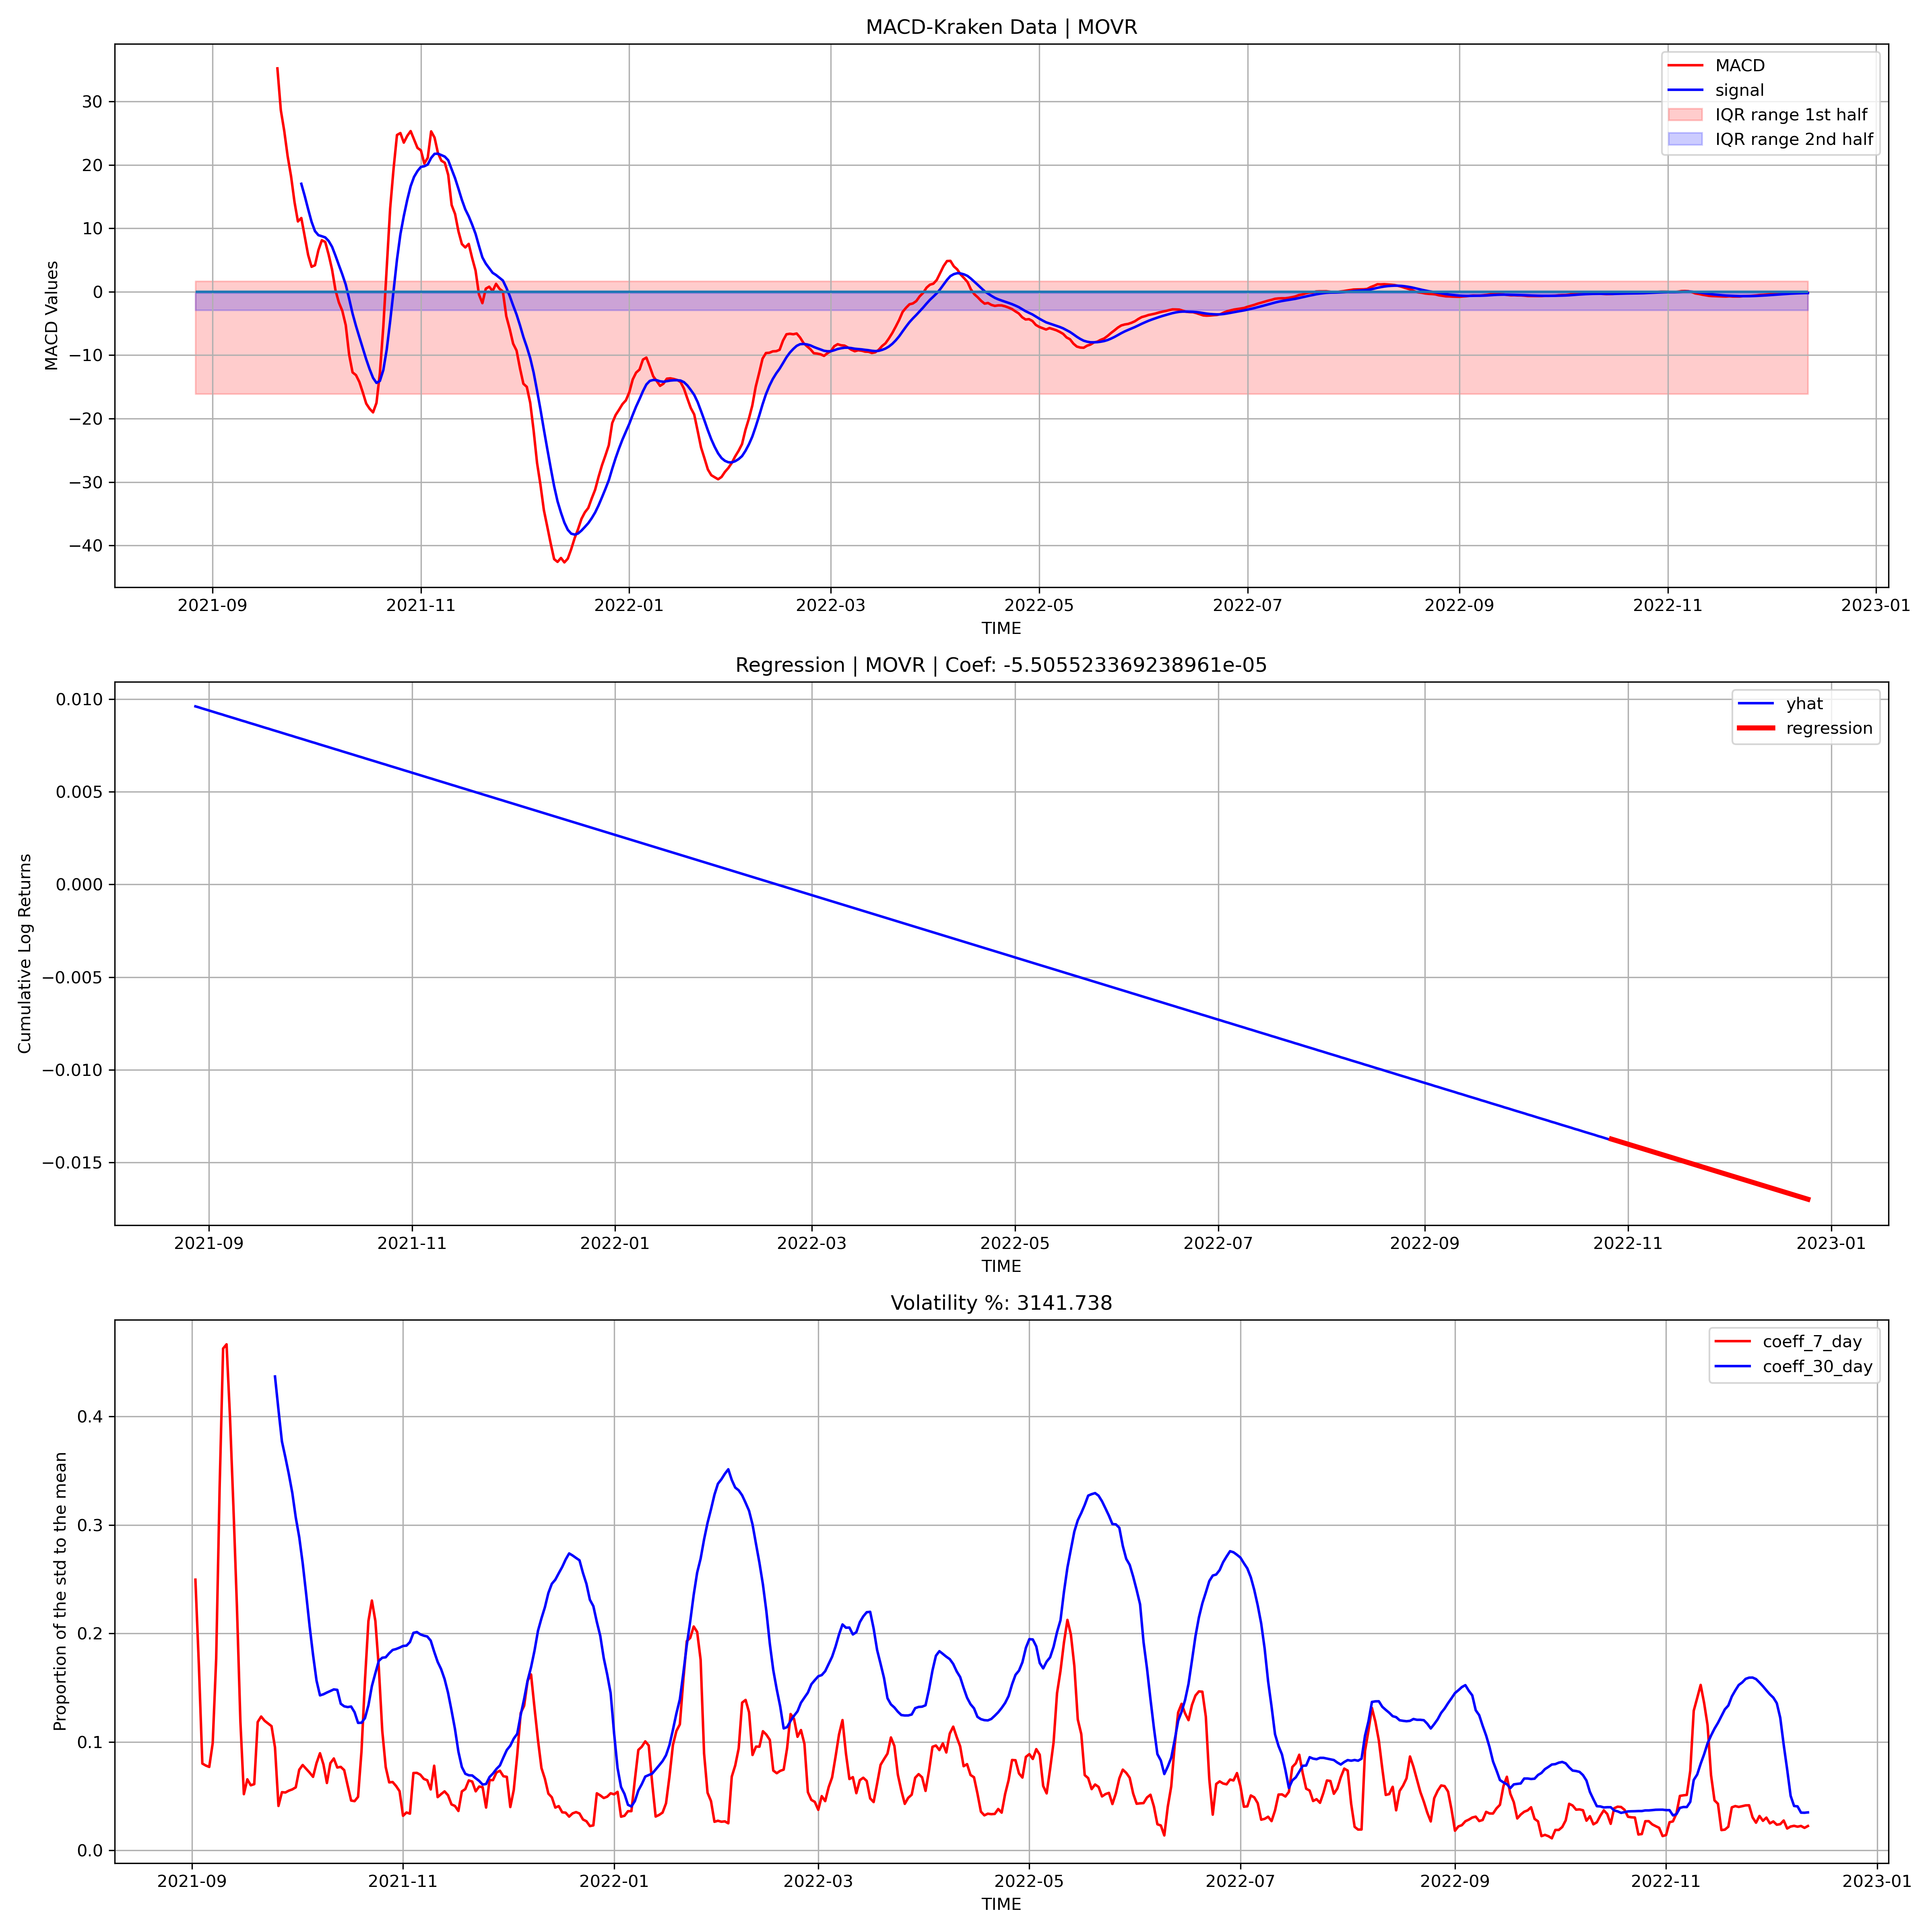 MACD-Kraken Data | MOVR
MACD Values
30
20
10
0
−10
−20
−30
−40
MACD
signal
IQR range 1st half
IQR range 2nd half
2021-09 2021-11 2022-01 2022-03 2022-05 2022-07 2022-09 2022-11 2023-01
TIME
Regression | MOVR | Coef: -5.505523369238961e-05
Cumulative Log Returns
0.010
0.005
0.000
−0.005
−0.010
−0.015
yhat
regression
2021-09 2021-11 2022-01 2022-03 2022-05 2022-07 2022-09 2022-11 2023-01
TIME
Volatility %: 3141.738
Proportion of the std to the mean
0.4
0.3
0.2
0.1
0.0
coeff_7_day
coeff_30_day
2021-09 2021-11 2022-01 2022-03 2022-05 2022-07 2022-09 2022-11 2023-01
TIME